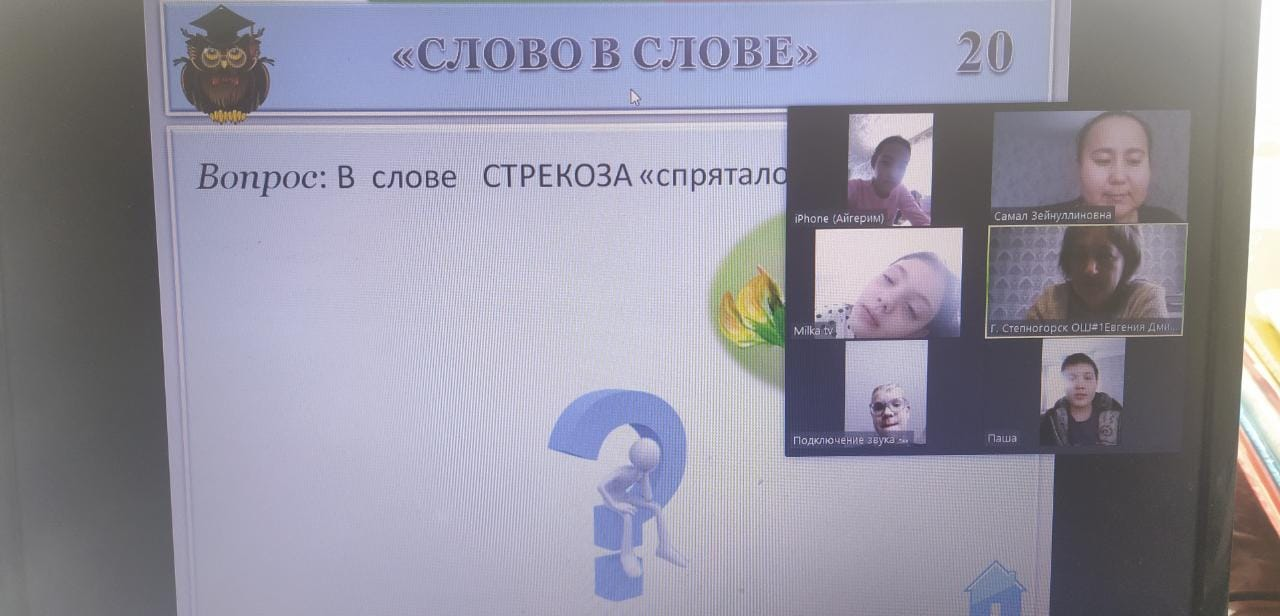 «СЛОВО В СЛОВЕ» 20
Вопрос: В слове СТРЕКОЗА «спрятало
iPhone (Айгерим)
Самал Зейнуллиновна
Milka tv
Г. Степногорск ОШ#1Евгения Дми...
Подключение звука ...
Паша